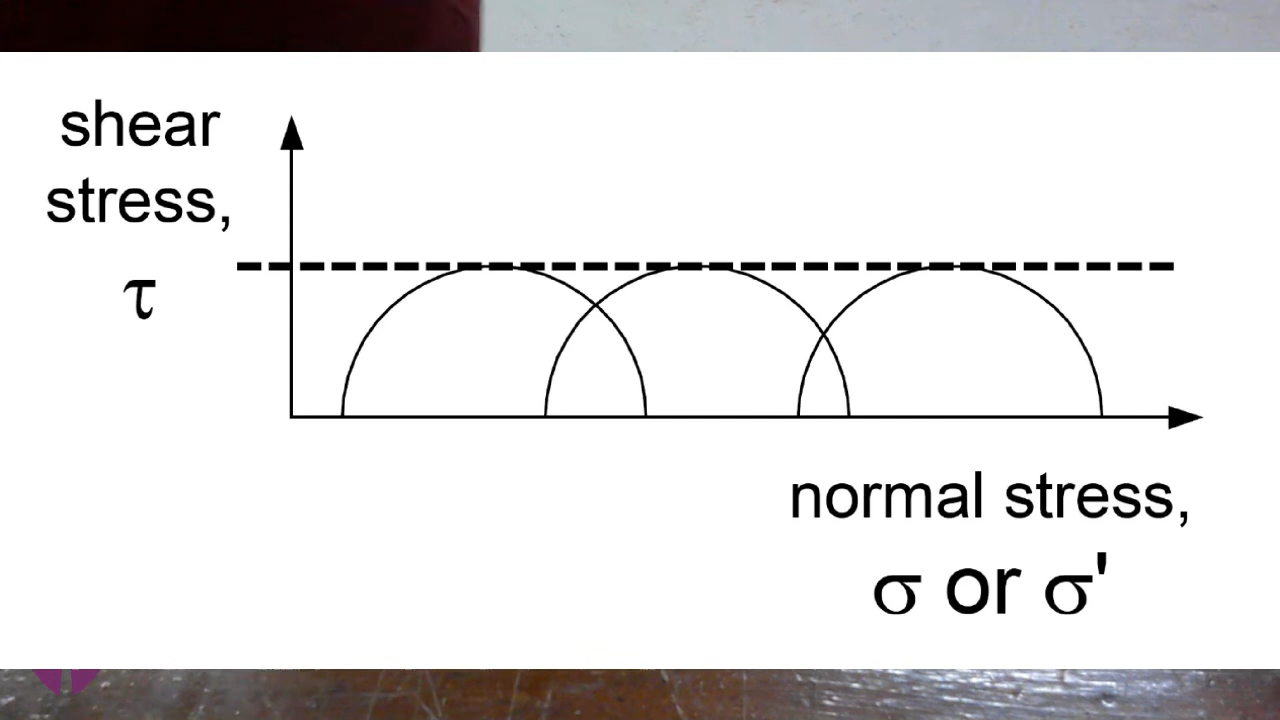 shear
stress,
τ
normal stress,
σ or σ'